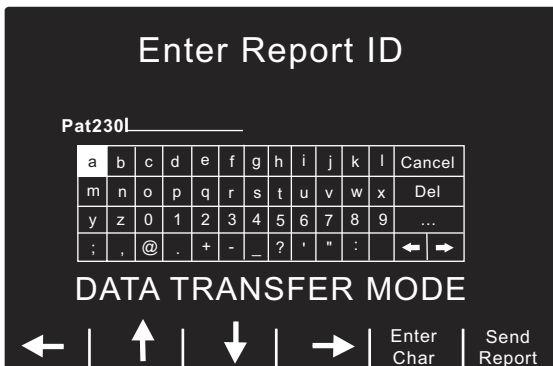 Enter Report ID
Pat230
a b c d e f g h i j k l Cancel
m n o p q r s t u v w x Del
y z 0 1 2 3 4 5 6 7 8 9 ...
; , @ . + - _ ? ' " :
DATA TRANSFER MODE
Enter Char
Send Report